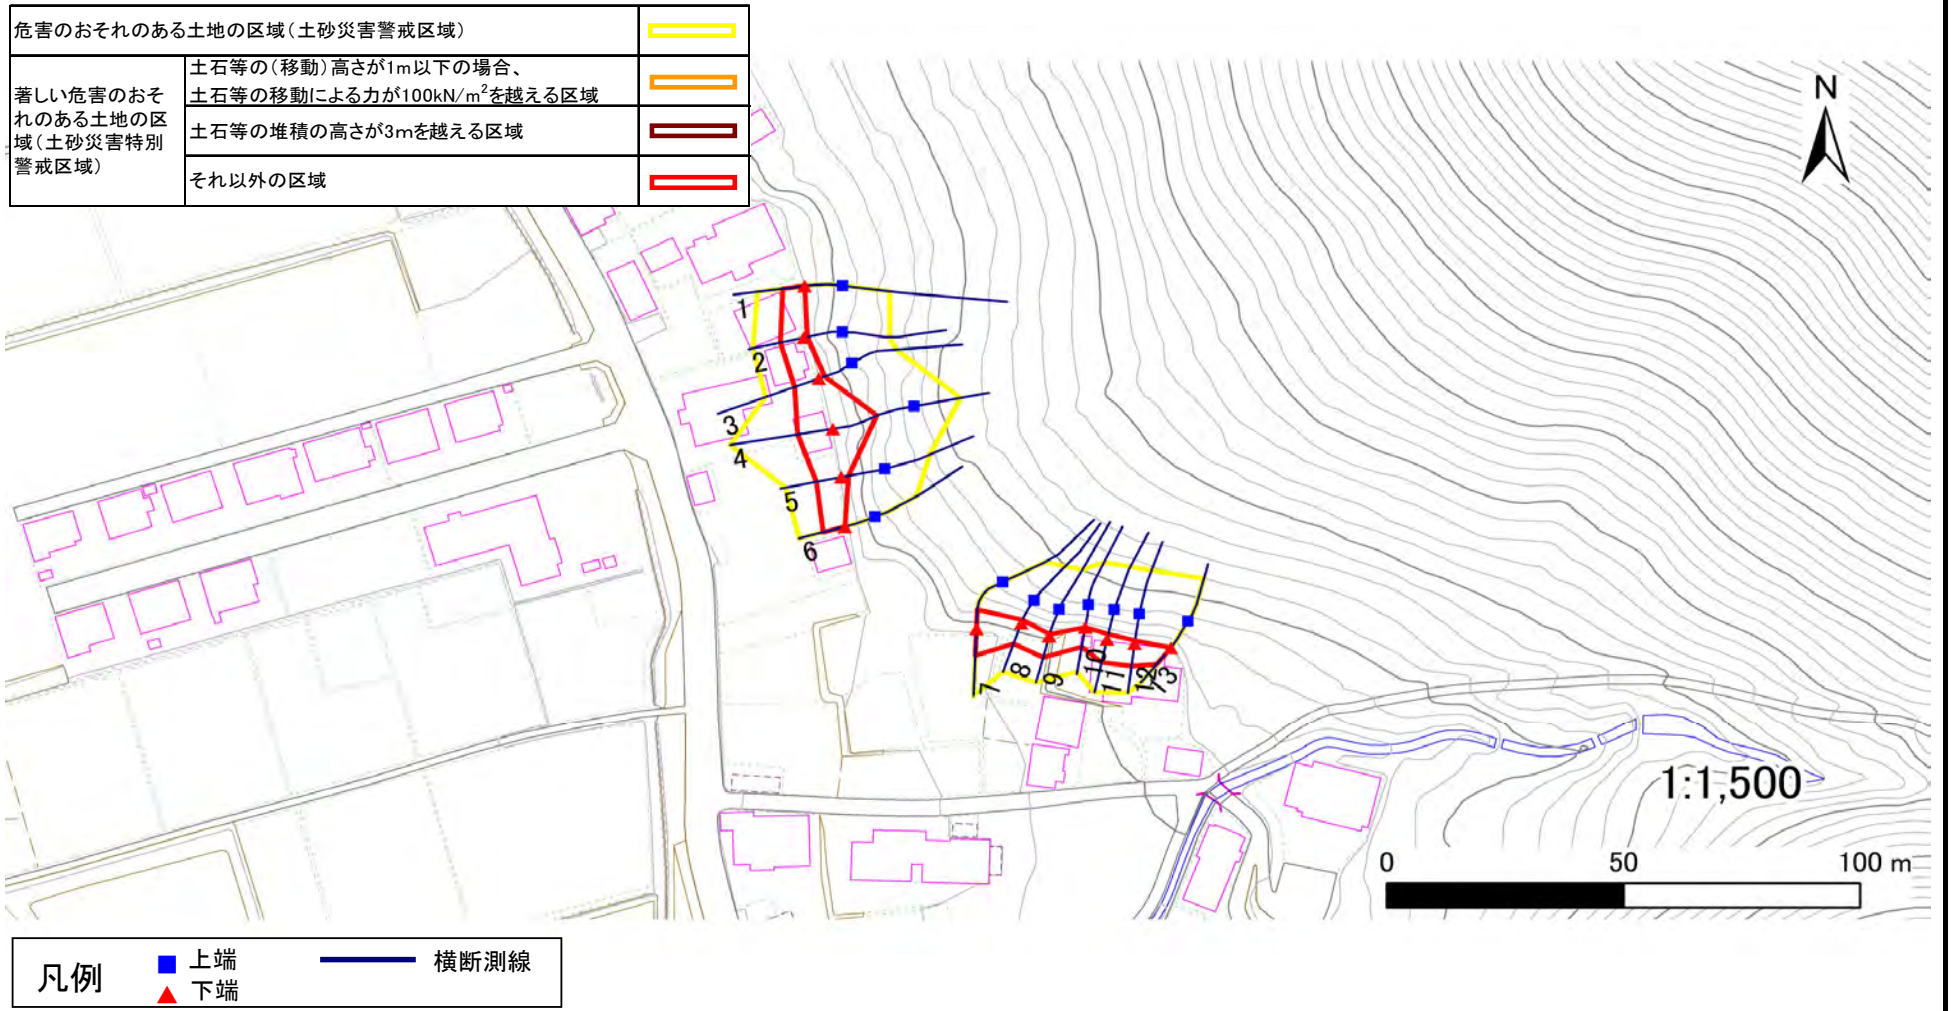 危害のおそれのある土地の区域(土砂災害警戒区域)
著しい危害のおそ
れのある土地の区
域(土砂災害特別
警戒区域)
土石等の(移動)高さが1m以下の場合、
土石等の移動による力が100kN/m²を越える区域
土石等の堆積の高さが3mを越える区域
それ以外の区域
N
1
2
3
4
5
6
7
8
9
10
11
12
13
1:1,500
0 50 100 m
凡例
上端
下端
横断測線